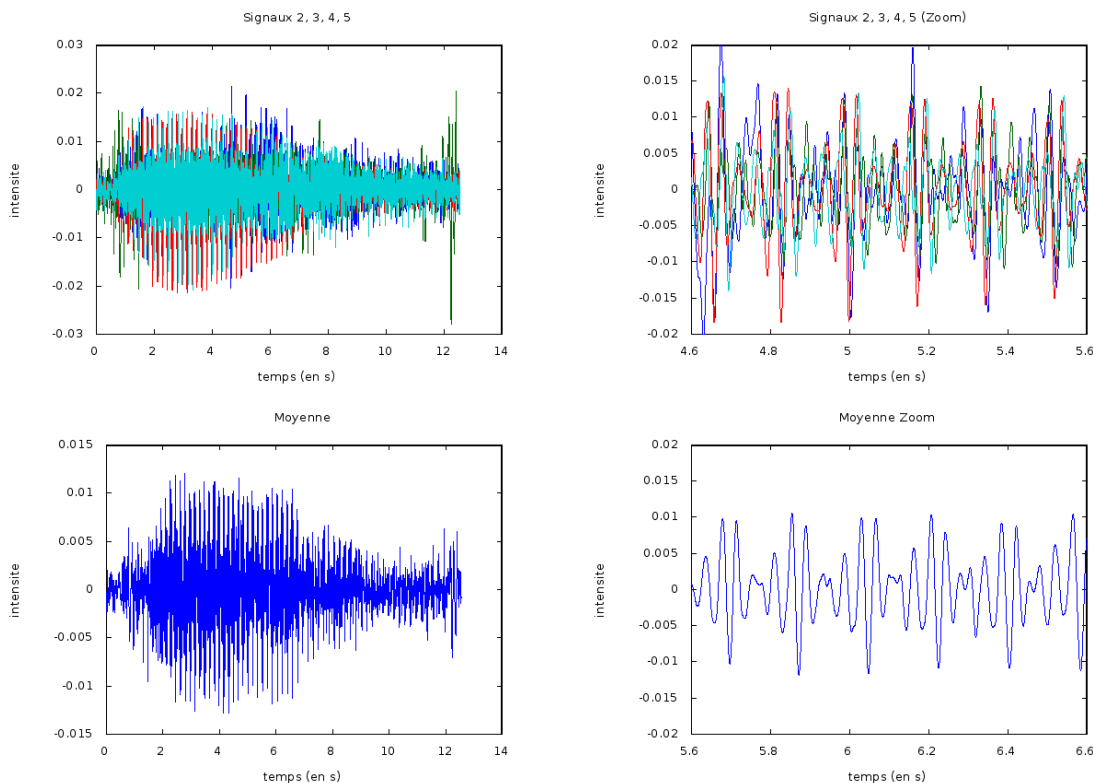 Signaux 2, 3, 4, 5
0.03
0.02
0.01
0
-0.01
-0.02
-0.03
intensite
0 2 4 6 8 10 12 14
temps (en s)
Signaux 2, 3, 4, 5 (Zoom)
0.02
0.015
0.01
0.005
0
-0.005
-0.01
-0.015
-0.02
intensite
4.6 4.8 5 5.2 5.4 5.6
temps (en s)
Moyenne
0.015
0.01
0.005
0
-0.005
-0.01
-0.015
intensite
0 2 4 6 8 10 12 14
temps (en s)
Moyenne Zoom
0.02
0.015
0.01
0.005
0
-0.005
-0.01
-0.015
-0.02
intensite
5.6 5.8 6 6.2 6.4 6.6
temps (en s)